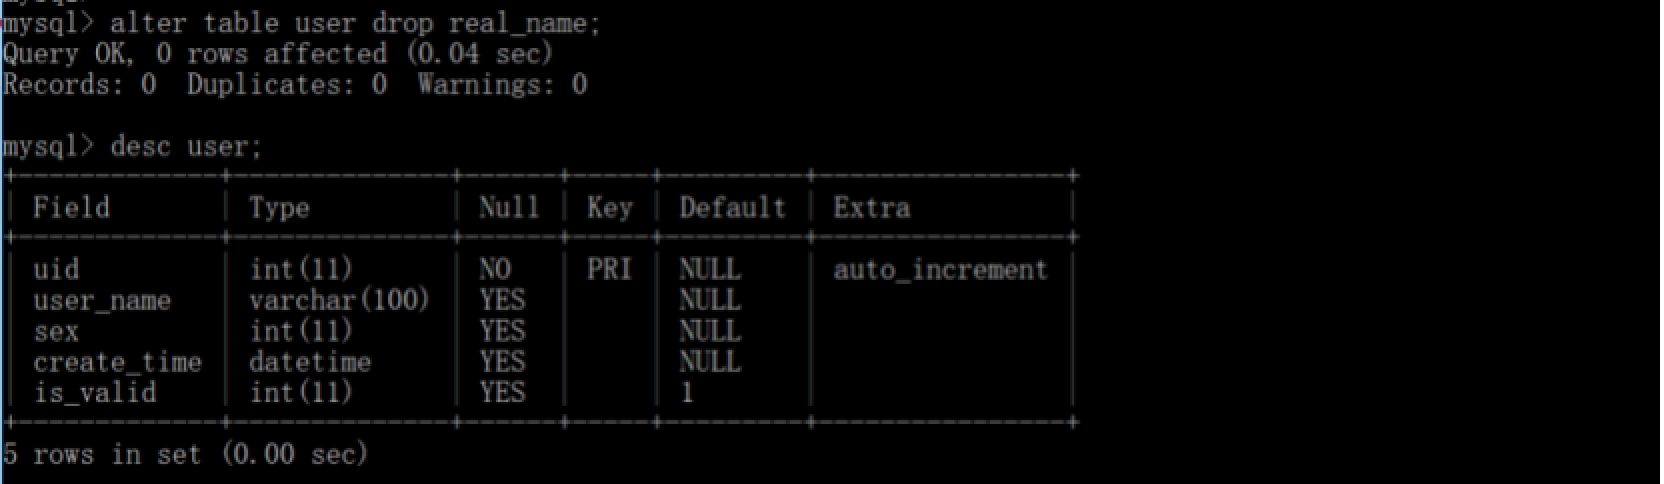 mysql> alter table user drop real_name;
Query OK, 0 rows affected (0.04 sec)
Records: 0  Duplicates: 0  Warnings: 0
mysql> desc user;
+-------------+--------------+------+-----+---------+----------------+
| Field       | Type         | Null | Key | Default | Extra          |
+-------------+--------------+------+-----+---------+----------------+
| uid         | int(11)      | NO   | PRI | NULL    | auto_increment |
| user_name   | varchar(100) | YES  |     | NULL    |                |
| sex         | int(11)      | YES  |     | NULL    |                |
| create_time | datetime     | YES  |     | NULL    |                |
| is_valid    | int(11)      | YES  |     | 1       |                |
+-------------+--------------+------+-----+---------+----------------+
5 rows in set (0.00 sec)